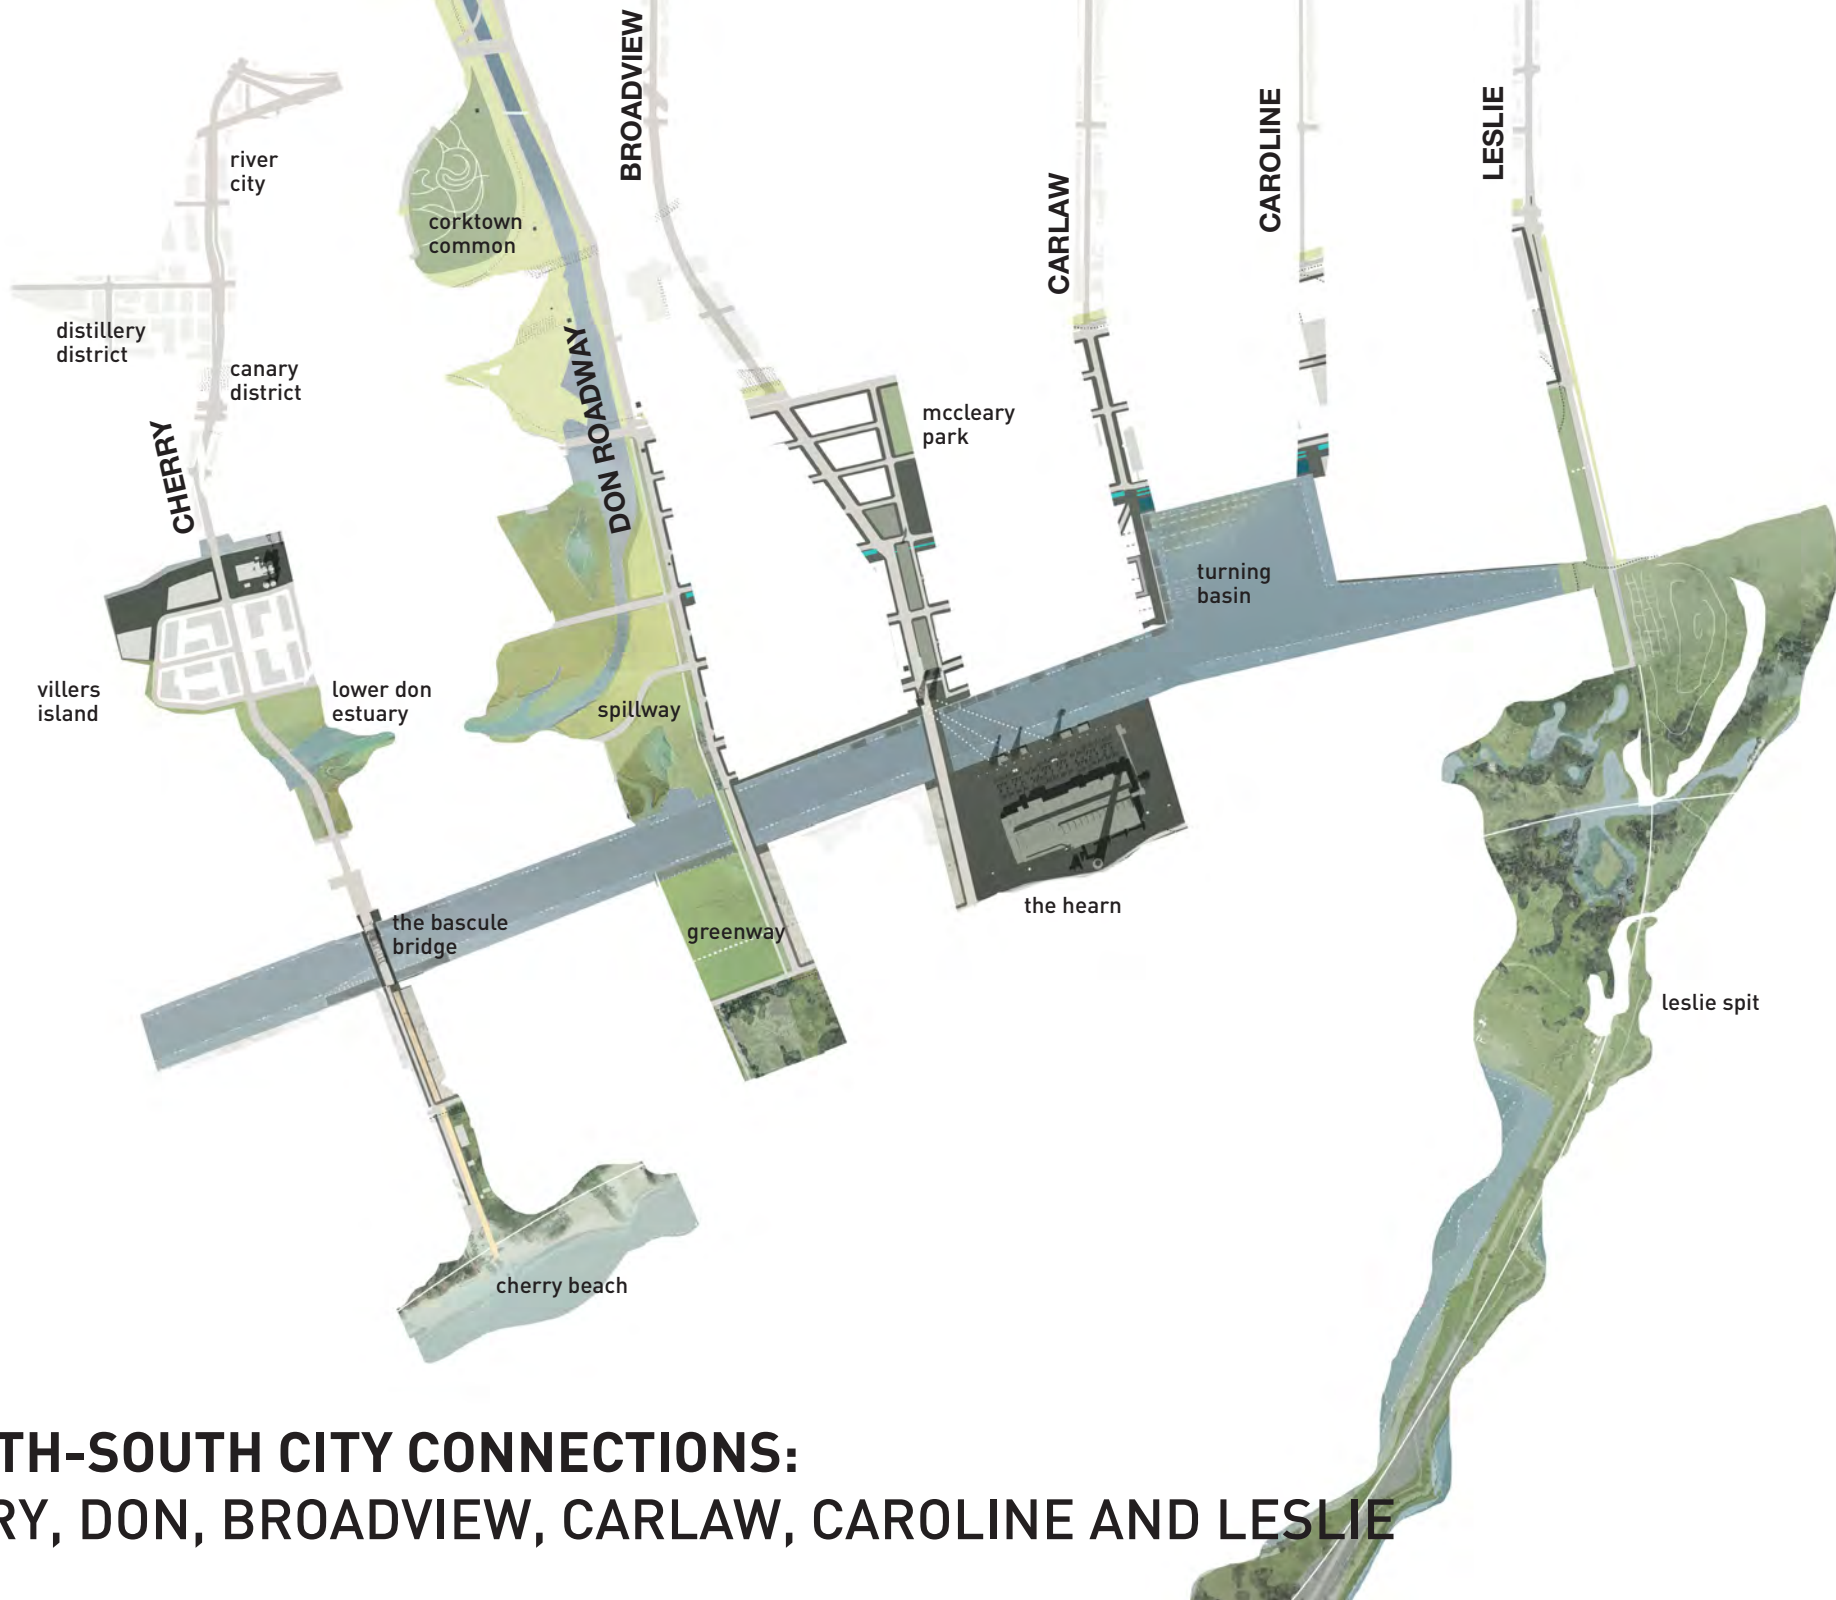 BROADVIEW
CAROLINE
LESLIE
river
city
CARLAW
corktown
common
distillery
district
canary
district
DON ROADWAY
mccleary
park
CHERRY
turning
basin
villers
island
lower don
estuary
spillway
the hearn
the bascule
bridge
greenway
leslie spit
cherry beach
TH-SOUTH CITY CONNECTIONS:
RY, DON, BROADVIEW, CARLAW, CAROLINE AND LESLIE